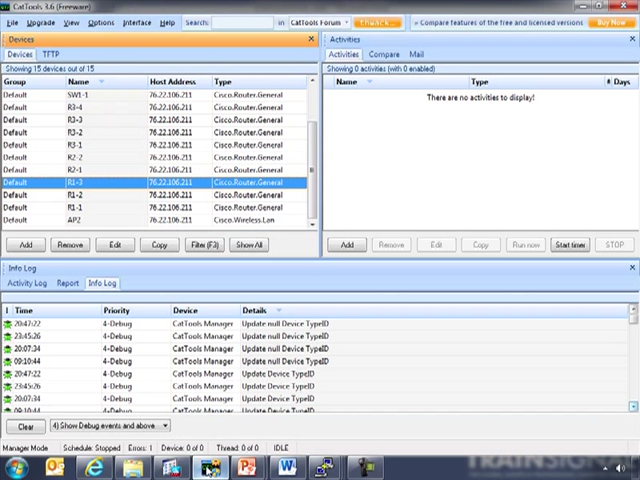 CatTools 3.6 (Freeware)
File Upgrade View Options Interface Help Search: in CatTools Forum » Compare features of the free and licensed versions Buy Now
Devices
Devices TFTP
Showing 15 devices out of 15
Group Name Host Address Type
Default SW1-1 76.22.106.211 Cisco.Router.General
Default R3-4 76.22.106.211 Cisco.Router.General
Default R3-3 76.22.106.211 Cisco.Router.General
Default R3-2 76.22.106.211 Cisco.Router.General
Default R3-1 76.22.106.211 Cisco.Router.General
Default R2-2 76.22.106.211 Cisco.Router.General
Default R2-1 76.22.106.211 Cisco.Router.General
Default R1-3 76.22.106.211 Cisco.Router.General
Default R1-2 76.22.106.211 Cisco.Router.General
Default R1-1 76.22.106.211 Cisco.Router.General
Default AP2 76.22.106.211 Cisco.Wireless.Lan
Add Remove Edit Copy Filter (F3) Show All
Activities
Activities Compare Mail
Showing 0 activities (with 0 enabled)
Name Type # Days
There are no activities to display!
Add Remove Edit Copy Run now Start timer STOP
Info Log
Activity Log Report Info Log
I Time Priority Device Details
20:47:22 4-Debug CatTools Manager Update null Device TypeID
23:45:26 4-Debug CatTools Manager Update null Device TypeID
20:07:34 4-Debug CatTools Manager Update null Device TypeID
09:10:44 4-Debug CatTools Manager Update null Device TypeID
20:47:22 4-Debug CatTools Manager Update Device TypeID
23:45:26 4-Debug CatTools Manager Update Device TypeID
20:07:34 4-Debug CatTools Manager Update Device TypeID
09:10:44 4-Debug CatTools Manager Update Device TypeID
Clear 4) Show Debug events and above
Manager Mode Schedule: Stopped Errors: 1 Device: 0 of 0 Thread: 0 of 0 IDLE
TRAINSIGNAL